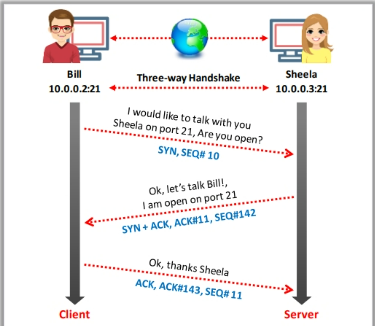 Bill
Three-way Handshake
Sheela
10.0.0.2:21
10.0.0.3:21
I would like to talk with you
Sheela on port 21, Are you open?
SYN, SEQ# 10
Ok, let's talk Bill!,
I am open on port 21
SYN + ACK, ACK#11, SEQ#142
Ok, thanks Sheela
ACK, ACK#143, SEQ# 11
Client
Server